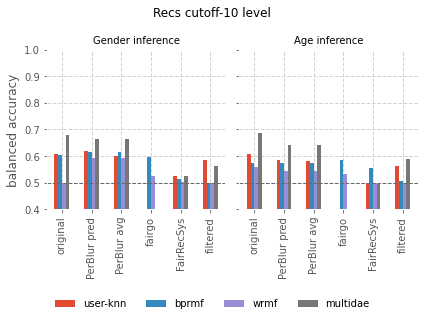 Recs cutoff-10 level
Gender inference
Age inference
balanced accuracy
1.0
0.9
0.8
0.7
0.6
0.5
0.4
original
PerBlur pred
PerBlur avg
fairgo
FairRecSys
filtered
original
PerBlur pred
PerBlur avg
fairgo
FairRecSys
filtered
user-knn bprmf wrmf multidae